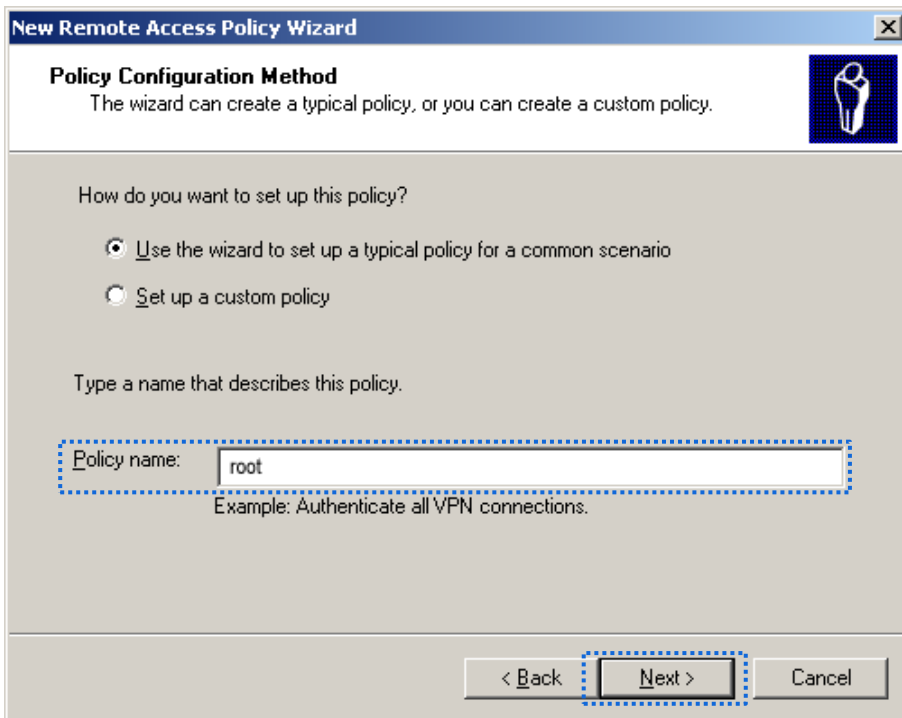 New Remote Access Policy Wizard
Policy Configuration Method
The wizard can create a typical policy, or you can create a custom policy.
How do you want to set up this policy?
Use the wizard to set up a typical policy for a common scenario
Set up a custom policy
Type a name that describes this policy.
Policy name: root
Example: Authenticate all VPN connections.
< Back Next > Cancel